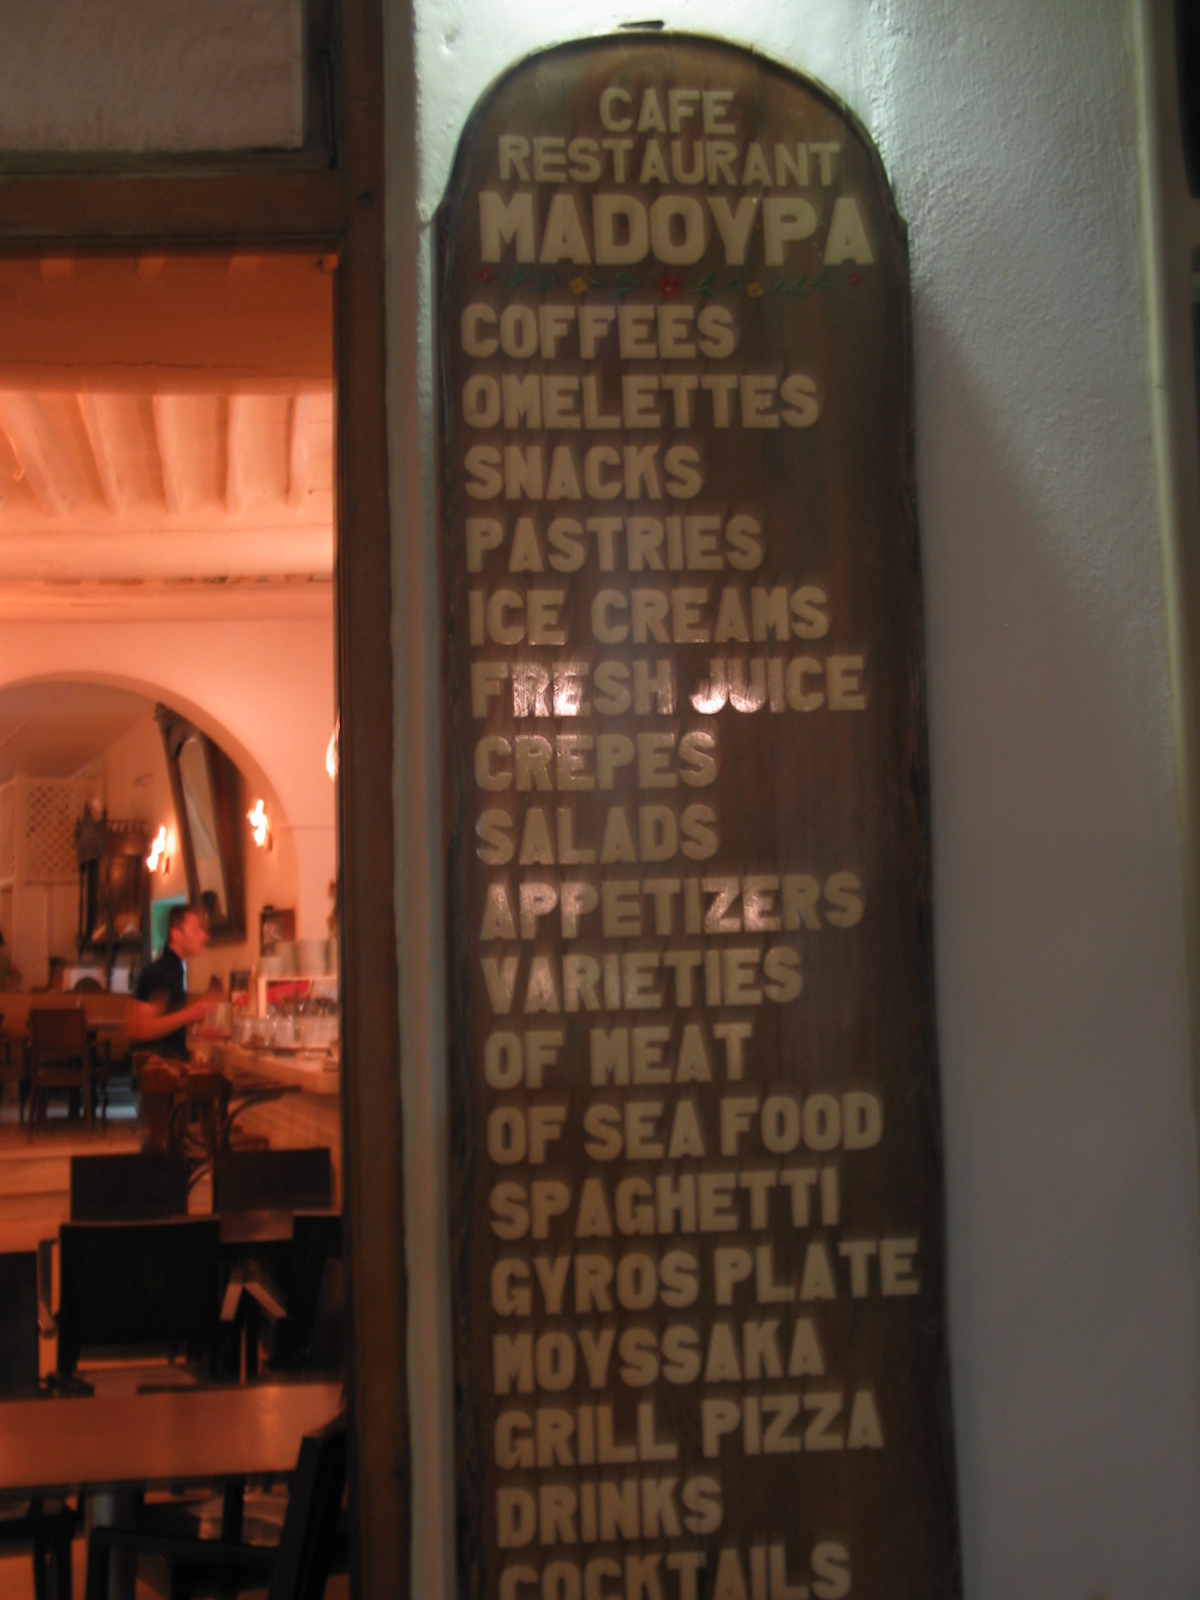 CAFE
RESTAURANT
MADOYPA
COFFEES
OMELETTES
SNACKS
PASTRIES
ICE CREAMS
FRESH JUICE
CREPES
SALADS
APPETIZERS
VARIETIES
OF MEAT
OF SEA FOOD
SPAGHETTI
GYROS PLATE
MOYSSAKA
GRILL PIZZA
DRINKS
COCKTAILS